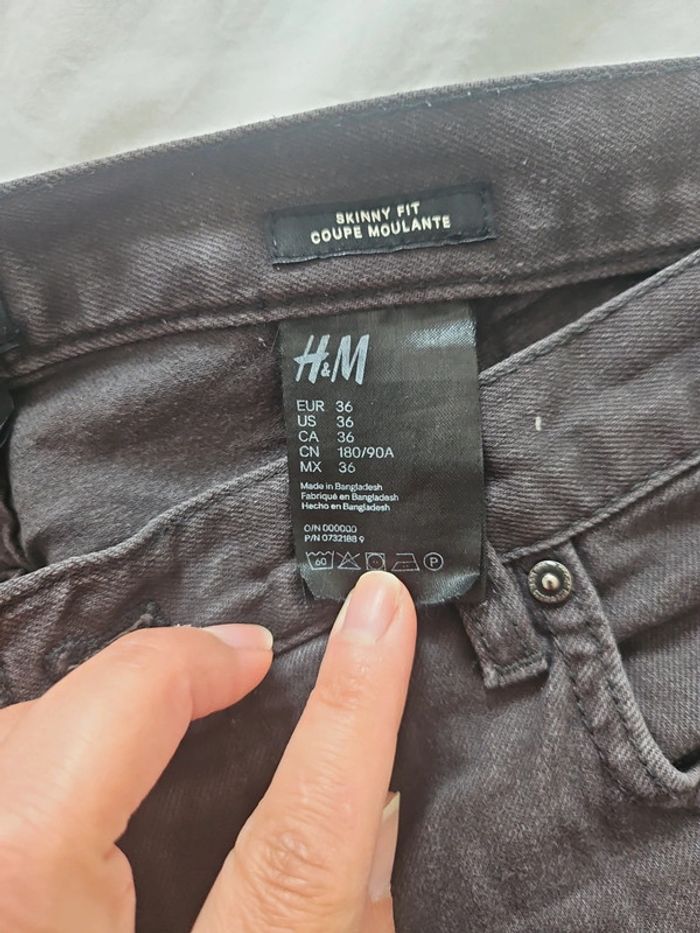 SKINNY FIT
COUPE MOULANTE
H&M
EUR 36
US 36
CA 36
CN 180/90A
MX 36
Made in Bangladesh
Fabriqué en Bangladesh
Hecho en Bangladesh
O/N 000000
P/N 0732188 9
60 P